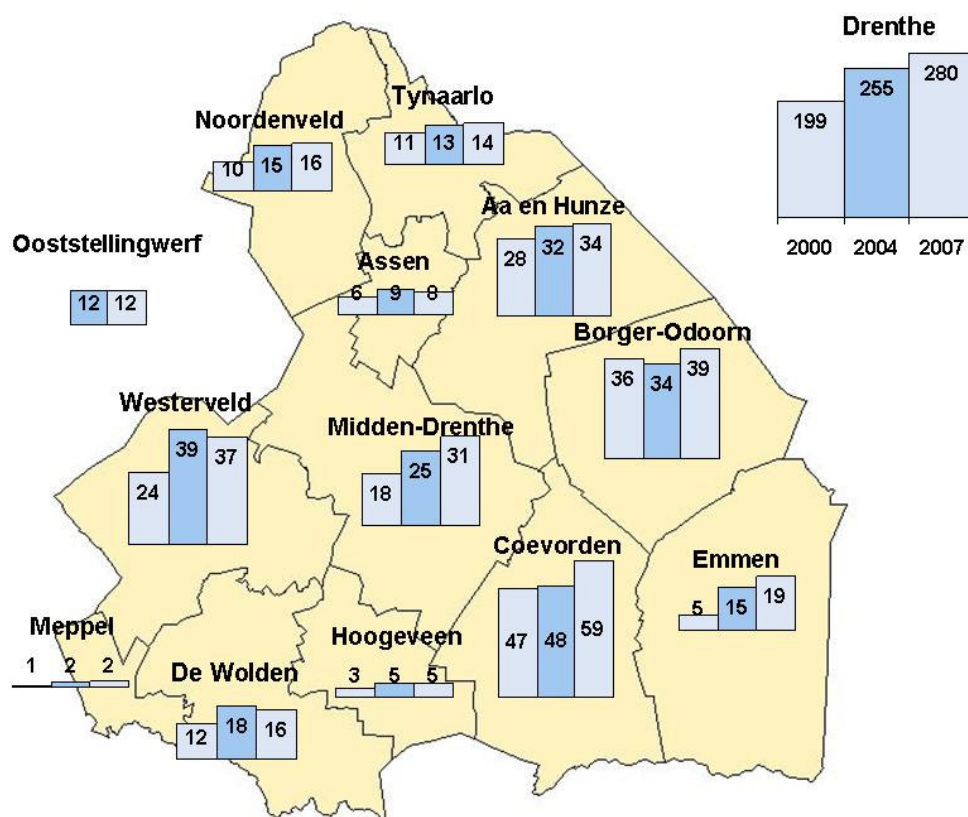 Drenthe
199 255 280
2000 2004 2007
Tynaarlo
11 13 14
Noordenveld
10 15 16
Aa en Hunze
28 32 34
Ooststellingwerf
12 12
Assen
6 9 8
Borger-Odoorn
36 34 39
Westerveld
24 39 37
Midden-Drenthe
18 25 31
Coevorden
47 48 59
Emmen
5 15 19
Meppel
1 2 2
Hoogeveen
3 5 5
De Wolden
12 18 16